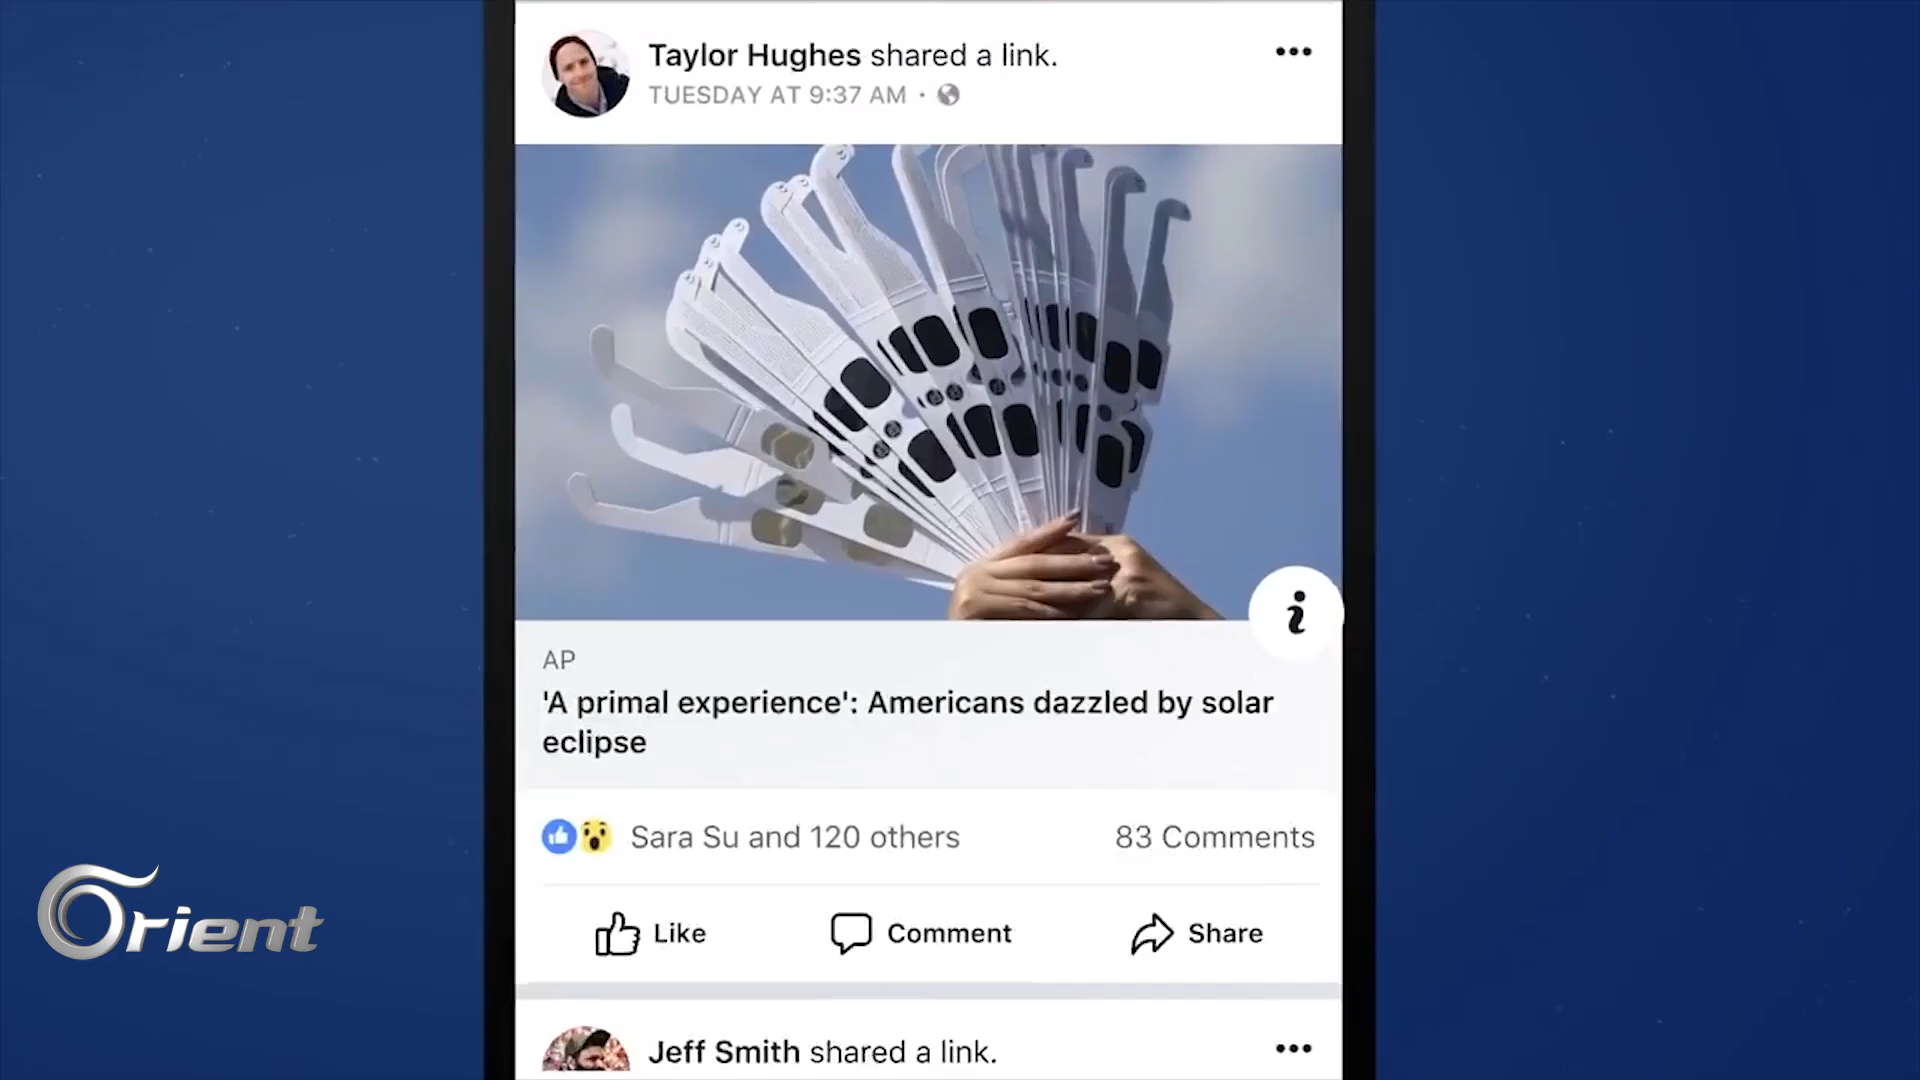 Taylor Hughes shared a link.
TUESDAY AT 9:37 AM ·
AP
'A primal experience': Americans dazzled by solar
eclipse
Sara Su and 120 others 83 Comments
Like Comment Share
Orient
Jeff Smith shared a link.